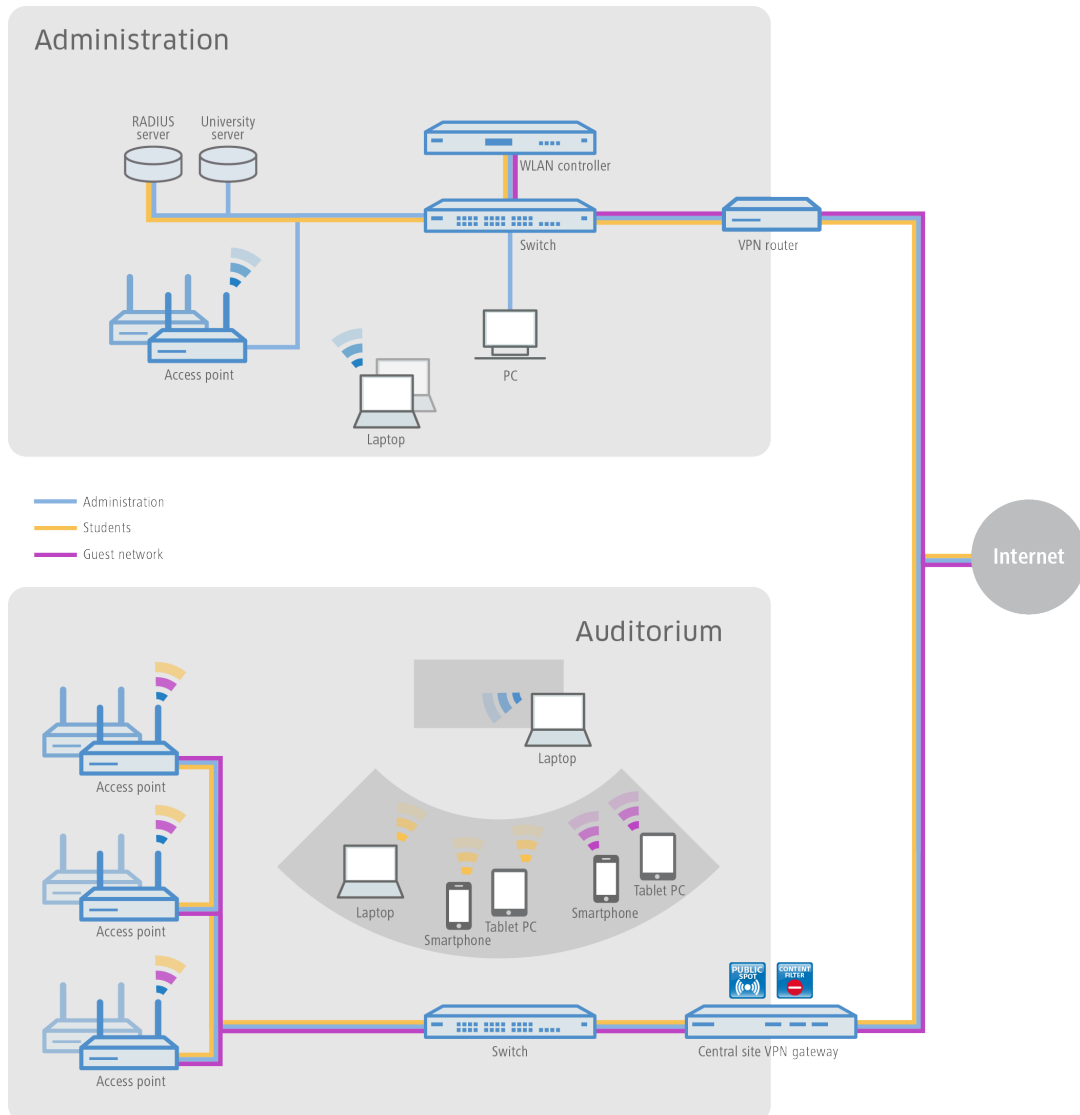 Administration
RADIUS
server
University
server
WLAN controller
Switch
VPN router
Access point
PC
Laptop
Administration
Students
Guest network
Internet
Auditorium
Laptop
Access point
Access point
Laptop
Smartphone
Tablet PC
Smartphone
Tablet PC
PUBLIC
SPOT
CONTENT
FILTER
Switch
Central site VPN gateway
Access point